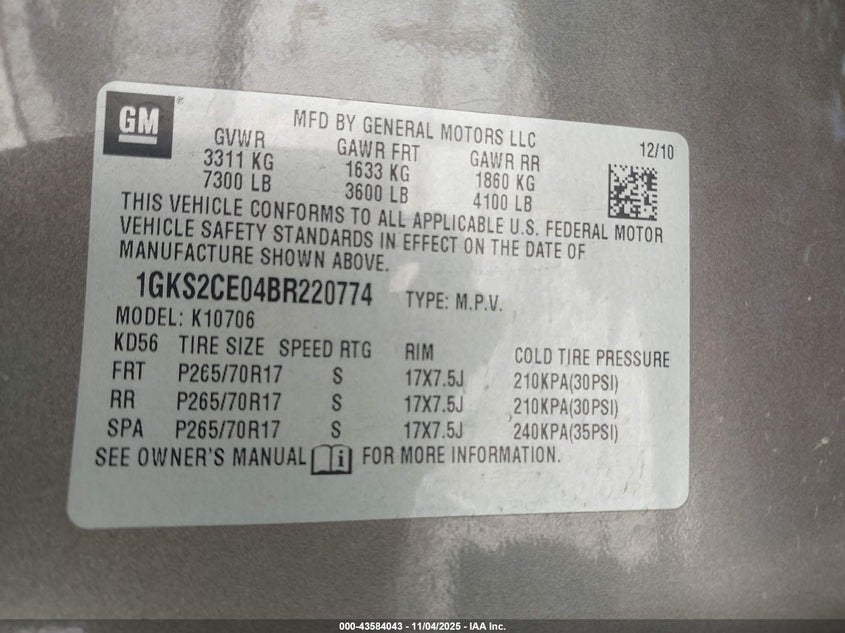 GM
MFD BY GENERAL MOTORS LLC
12/10
GVWR GAWR FRT GAWR RR
3311 KG 1633 KG 1860 KG
7300 LB 3600 LB 4100 LB
THIS VEHICLE CONFORMS TO ALL APPLICABLE U.S. FEDERAL MOTOR
VEHICLE SAFETY STANDARDS IN EFFECT ON THE DATE OF
MANUFACTURE SHOWN ABOVE.
1GKS2CE04BR220774 TYPE: M.P.V.
MODEL: K10706
KD56 TIRE SIZE SPEED RTG RIM COLD TIRE PRESSURE
FRT P265/70R17 S 17X7.5J 210KPA(30PSI)
RR P265/70R17 S 17X7.5J 210KPA(30PSI)
SPA P265/70R17 S 17X7.5J 240KPA(35PSI)
SEE OWNER'S MANUAL i FOR MORE INFORMATION.
000-43584043 - 11/04/2025 - IAA Inc.